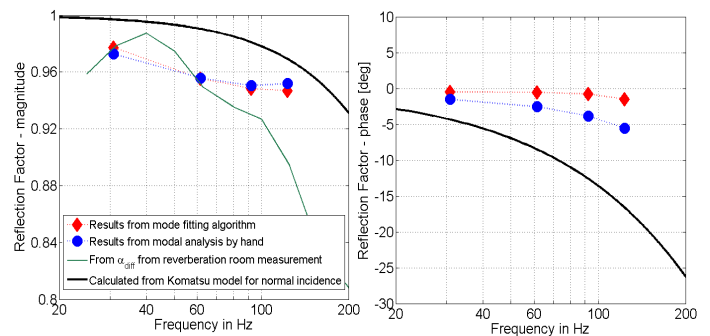 1
0.96
0.92
0.88
0.84
0.8
Reflection Factor - magnitude
Results from mode fitting algorithm
Results from modal analysis by hand
From αdiff from reverberation room measurement
Calculated from Komatsu model for normal incidence
20 40 60 100 200
Frequency in Hz
10
5
0
-5
-10
-15
-20
-25
-30
Reflection Factor - phase [deg]
20 40 60 100 200
Frequency in Hz